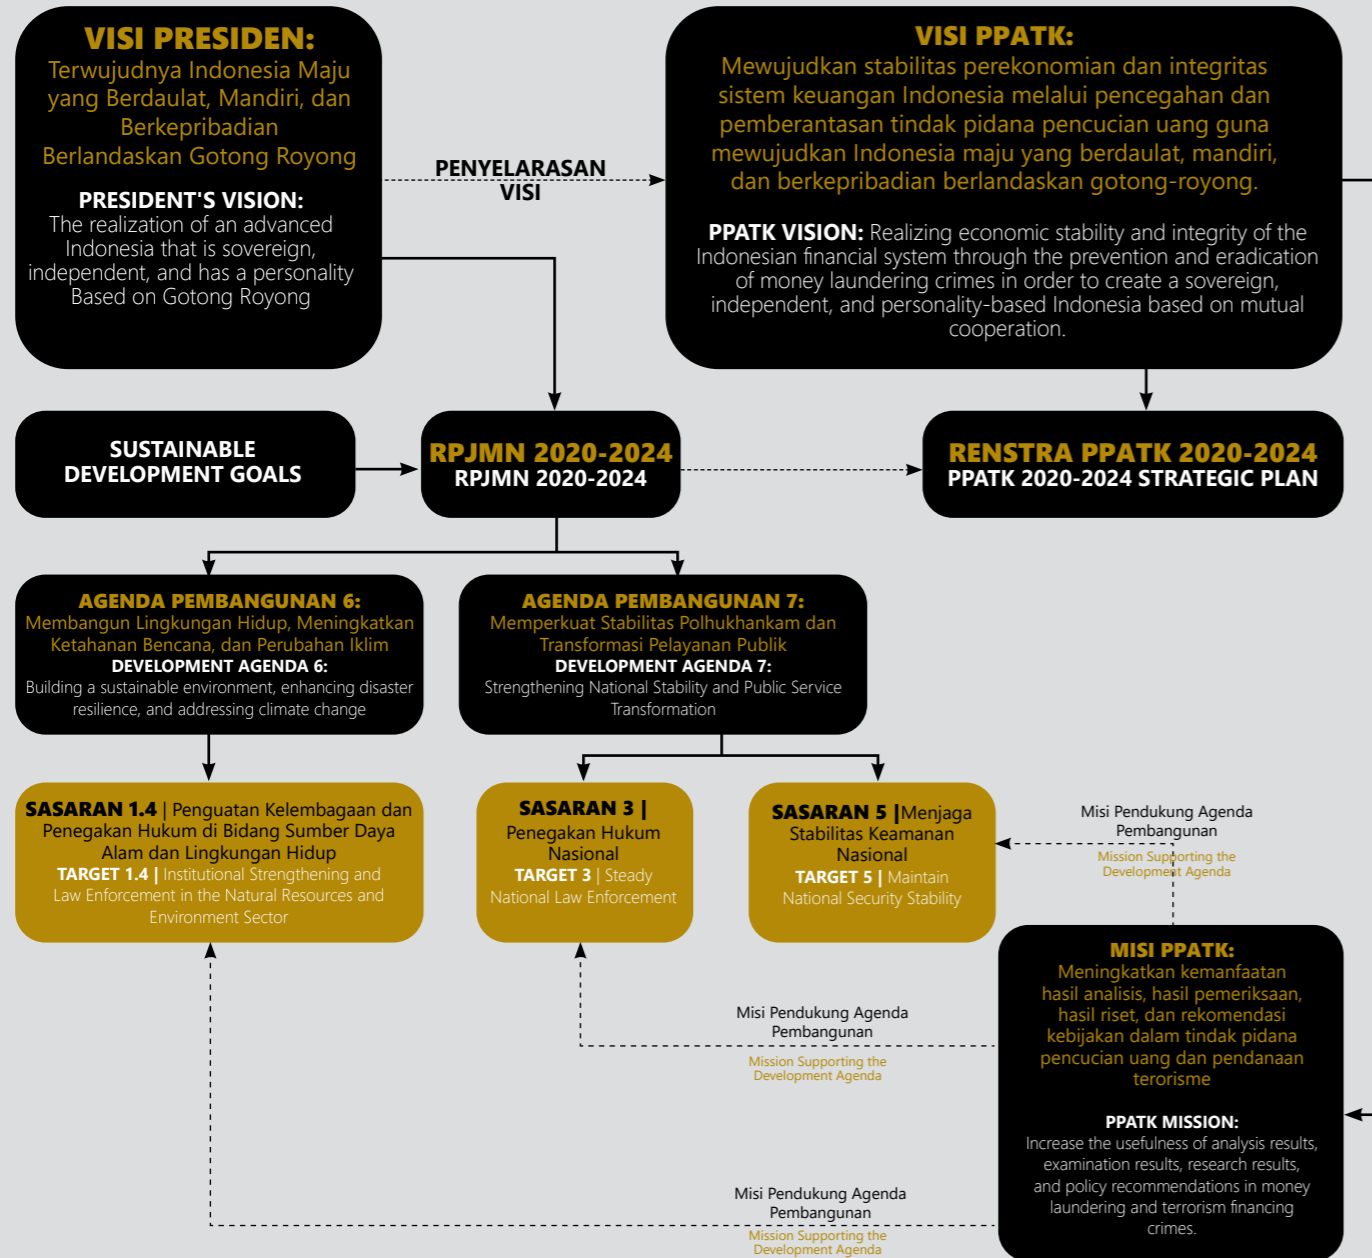 VISI PRESIDEN:
Terwujudnya Indonesia Maju
yang Berdaulat, Mandiri, dan
Berkepribadian
Berlandaskan Gotong Royong
PRESIDENT'S VISION:
The realization of an advanced
Indonesia that is sovereign,
independent, and has a personality
Based on Gotong Royong
PENYELARASAN
VISI
VISI PPATK:
Mewujudkan stabilitas perekonomian dan integritas
sistem keuangan Indonesia melalui pencegahan dan
pemberantasan tindak pidana pencucian uang guna
mewujudkan Indonesia maju yang berdaulat, mandiri,
dan berkepribadian berlandaskan gotong-royong.
PPATK VISION: Realizing economic stability and integrity of the
Indonesian financial system through the prevention and eradication
of money laundering crimes in order to create a sovereign,
independent, and personality-based Indonesia based on mutual
cooperation.
SUSTAINABLE
DEVELOPMENT GOALS
RPJMN 2020-2024
RPJMN 2020-2024
RENSTRA PPATK 2020-2024
PPATK 2020-2024 STRATEGIC PLAN
AGENDA PEMBANGUNAN 6:
Membangun Lingkungan Hidup, Meningkatkan
Ketahanan Bencana, dan Perubahan Iklim
DEVELOPMENT AGENDA 6:
Building a sustainable environment, enhancing disaster
resilience, and addressing climate change
AGENDA PEMBANGUNAN 7:
Memperkuat Stabilitas Polhukhankam dan
Transformasi Pelayanan Publik
DEVELOPMENT AGENDA 7:
Strengthening National Stability and Public Service
Transformation
SASARAN 1.4 | Penguatan Kelembagaan dan
Penegakan Hukum di Bidang Sumber Daya
Alam dan Lingkungan Hidup
TARGET 1.4 | Institutional Strengthening and
Law Enforcement in the Natural Resources and
Environment Sector
SASARAN 3 |
Penegakan Hukum
Nasional
TARGET 3 | Steady
National Law Enforcement
SASARAN 5 |Menjaga
Stabilitas Keamanan
Nasional
TARGET 5 | Maintain
National Security Stability
Misi Pendukung Agenda
Pembangunan
Mission Supporting the
Development Agenda
MISI PPATK:
Meningkatkan kemanfaatan
hasil analisis, hasil pemeriksaan,
hasil riset, dan rekomendasi
kebijakan dalam tindak pidana
pencucian uang dan pendanaan
terorisme
PPATK MISSION:
Increase the usefulness of analysis results,
examination results, research results,
and policy recommendations in money
laundering and terrorism financing
crimes.
Misi Pendukung Agenda
Pembangunan
Mission Supporting the
Development Agenda
Misi Pendukung Agenda
Pembangunan
Mission Supporting the
Development Agenda